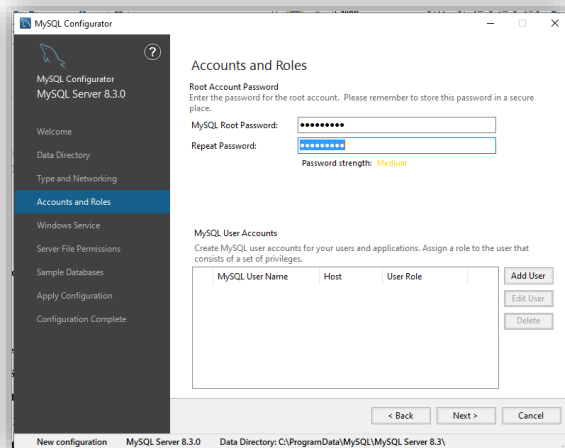 MySQL Configurator
?
MySQL Configurator
MySQL Server 8.3.0
Welcome
Data Directory
Type and Networking
Accounts and Roles
Windows Service
Server File Permissions
Sample Databases
Apply Configuration
Configuration Complete
Accounts and Roles
Root Account Password
Enter the password for the root account. Please remember to store this password in a secure
place.
MySQL Root Password: •••••••••
Repeat Password: •••••••••
Password strength: Medium
MySQL User Accounts
Create MySQL user accounts for your users and applications. Assign a role to the user that
consists of a set of privileges.
MySQL User Name Host User Role
Add User
Edit User
Delete
< Back Next > Cancel
New configuration MySQL Server 8.3.0 Data Directory: C:\ProgramData\MySQL\MySQL Server 8.3\